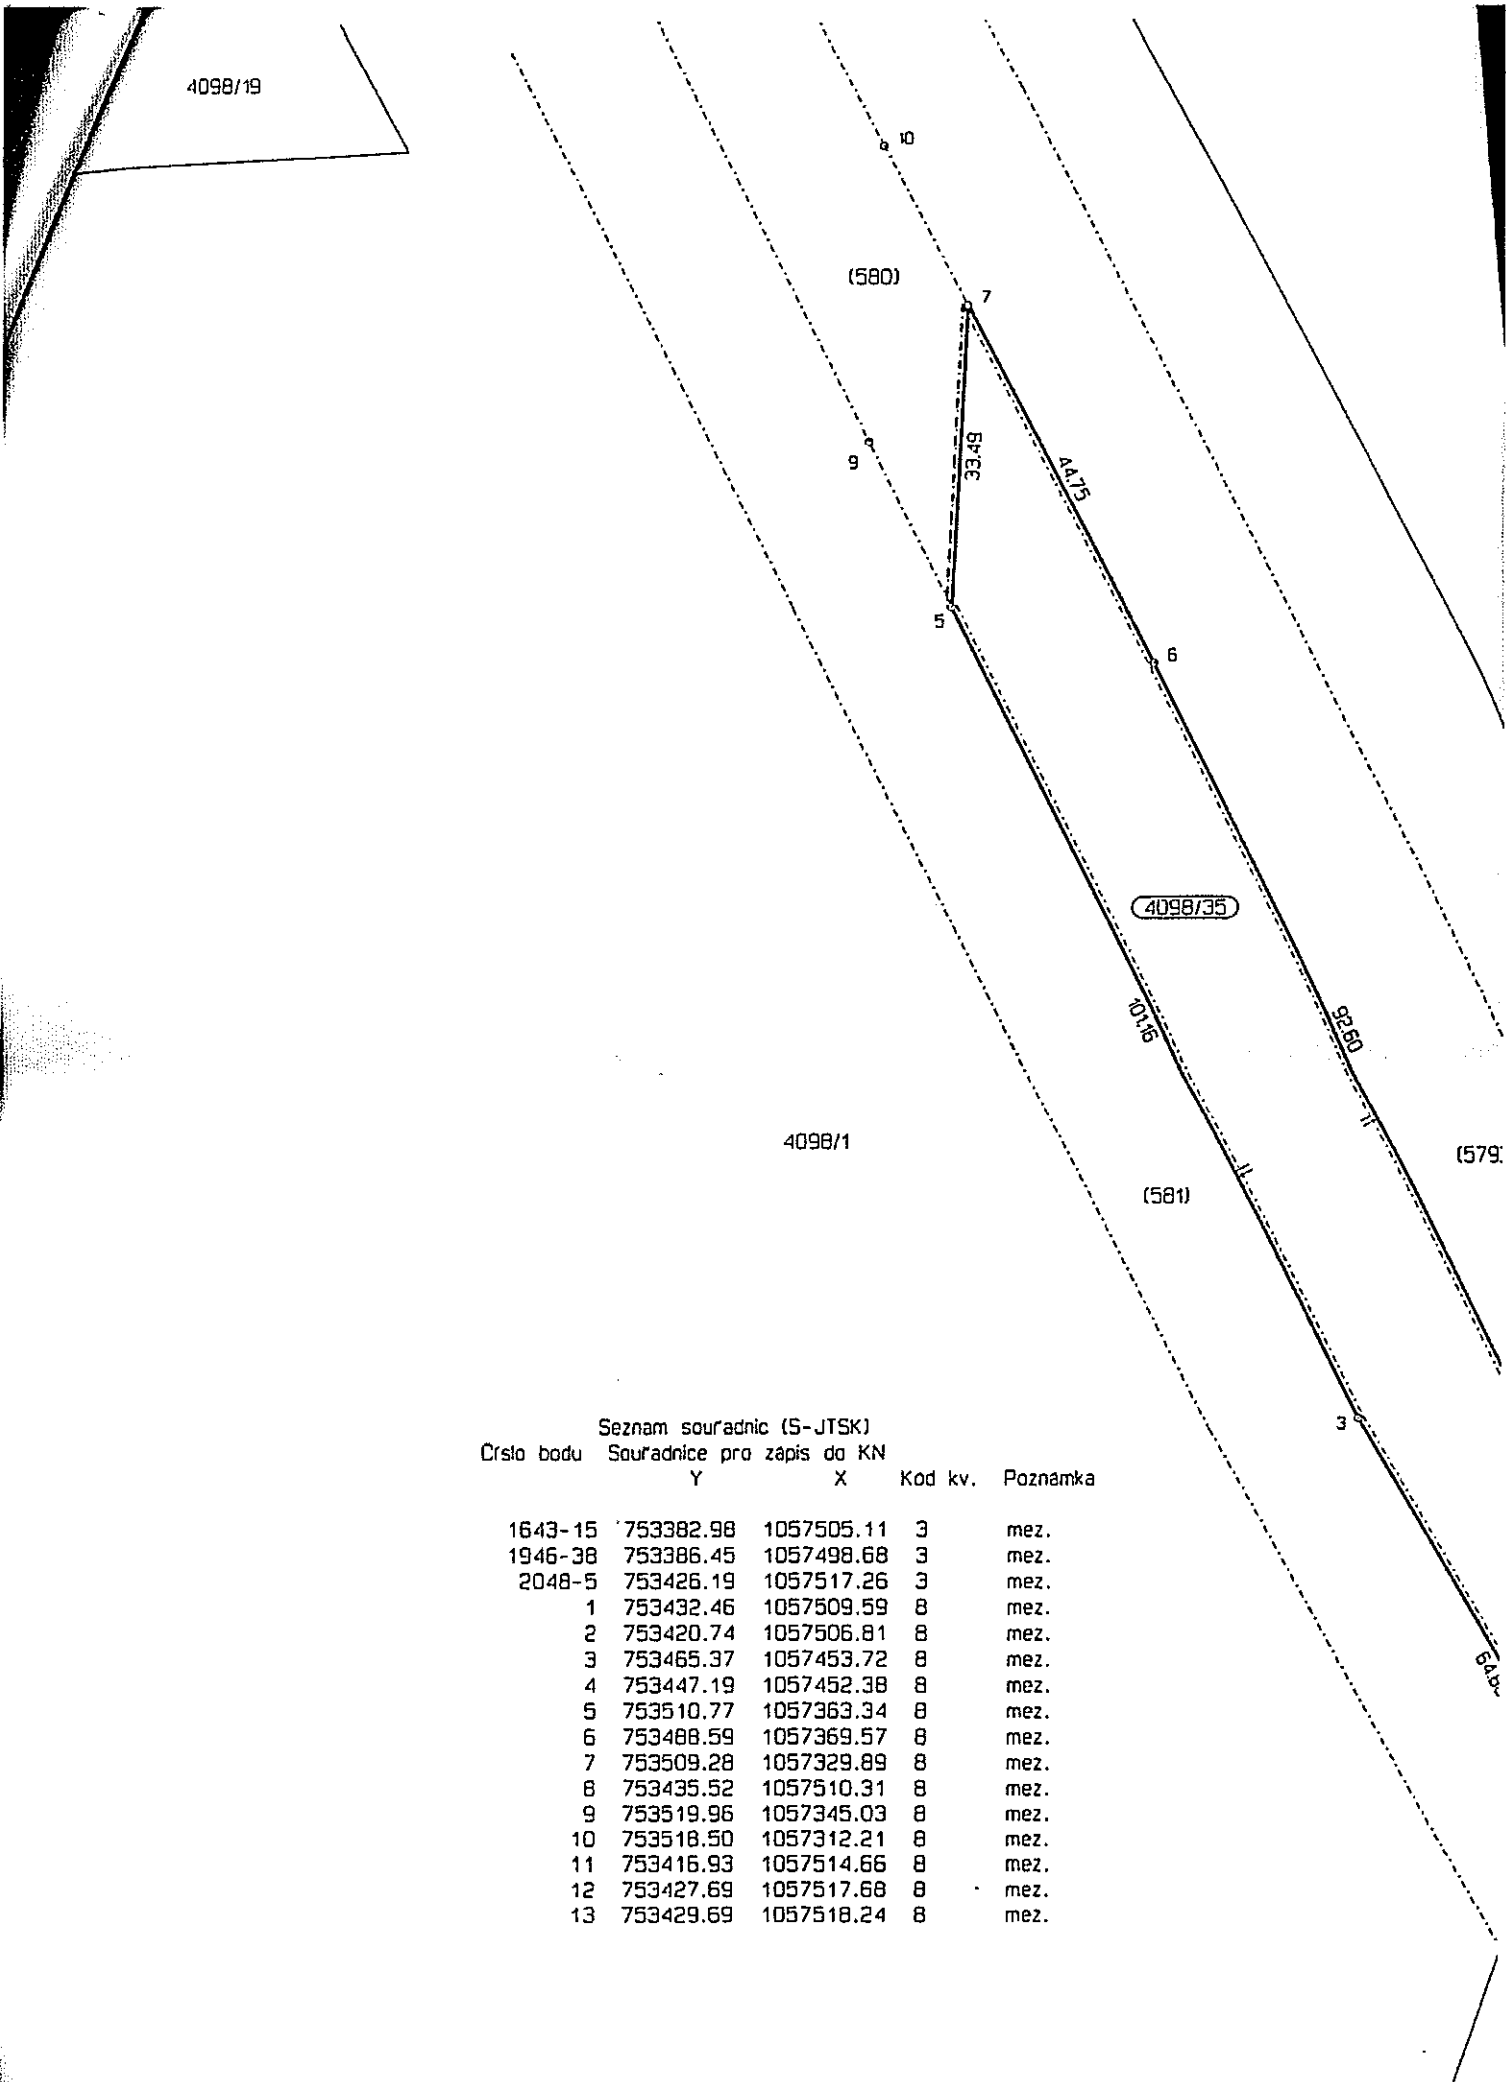 4098/19
10
(580)
7
33.49
44.75
9
5
6
4098/35
101.16
92.60
4098/1
(579)
(581)
3
Seznam souřadnic (S-JTSK)
Číslo bodu Souřadnice pro zápis do KN
Y X Kód kv. Poznámka
1643-15 753382.98 1057505.11 3 mez.
1946-38 753386.45 1057498.68 3 mez.
2048-5 753426.19 1057517.26 3 mez.
1 753432.46 1057509.59 8 mez.
2 753420.74 1057506.81 8 mez.
3 753465.37 1057453.72 8 mez.
4 753447.19 1057452.38 8 mez.
5 753510.77 1057363.34 8 mez.
6 753488.59 1057369.57 8 mez.
7 753509.28 1057329.89 8 mez.
8 753435.52 1057510.31 8 mez.
9 753519.96 1057345.03 8 mez.
10 753518.50 1057312.21 8 mez.
11 753416.93 1057514.66 8 mez.
12 753427.69 1057517.68 8 mez.
13 753429.69 1057518.24 8 mez.